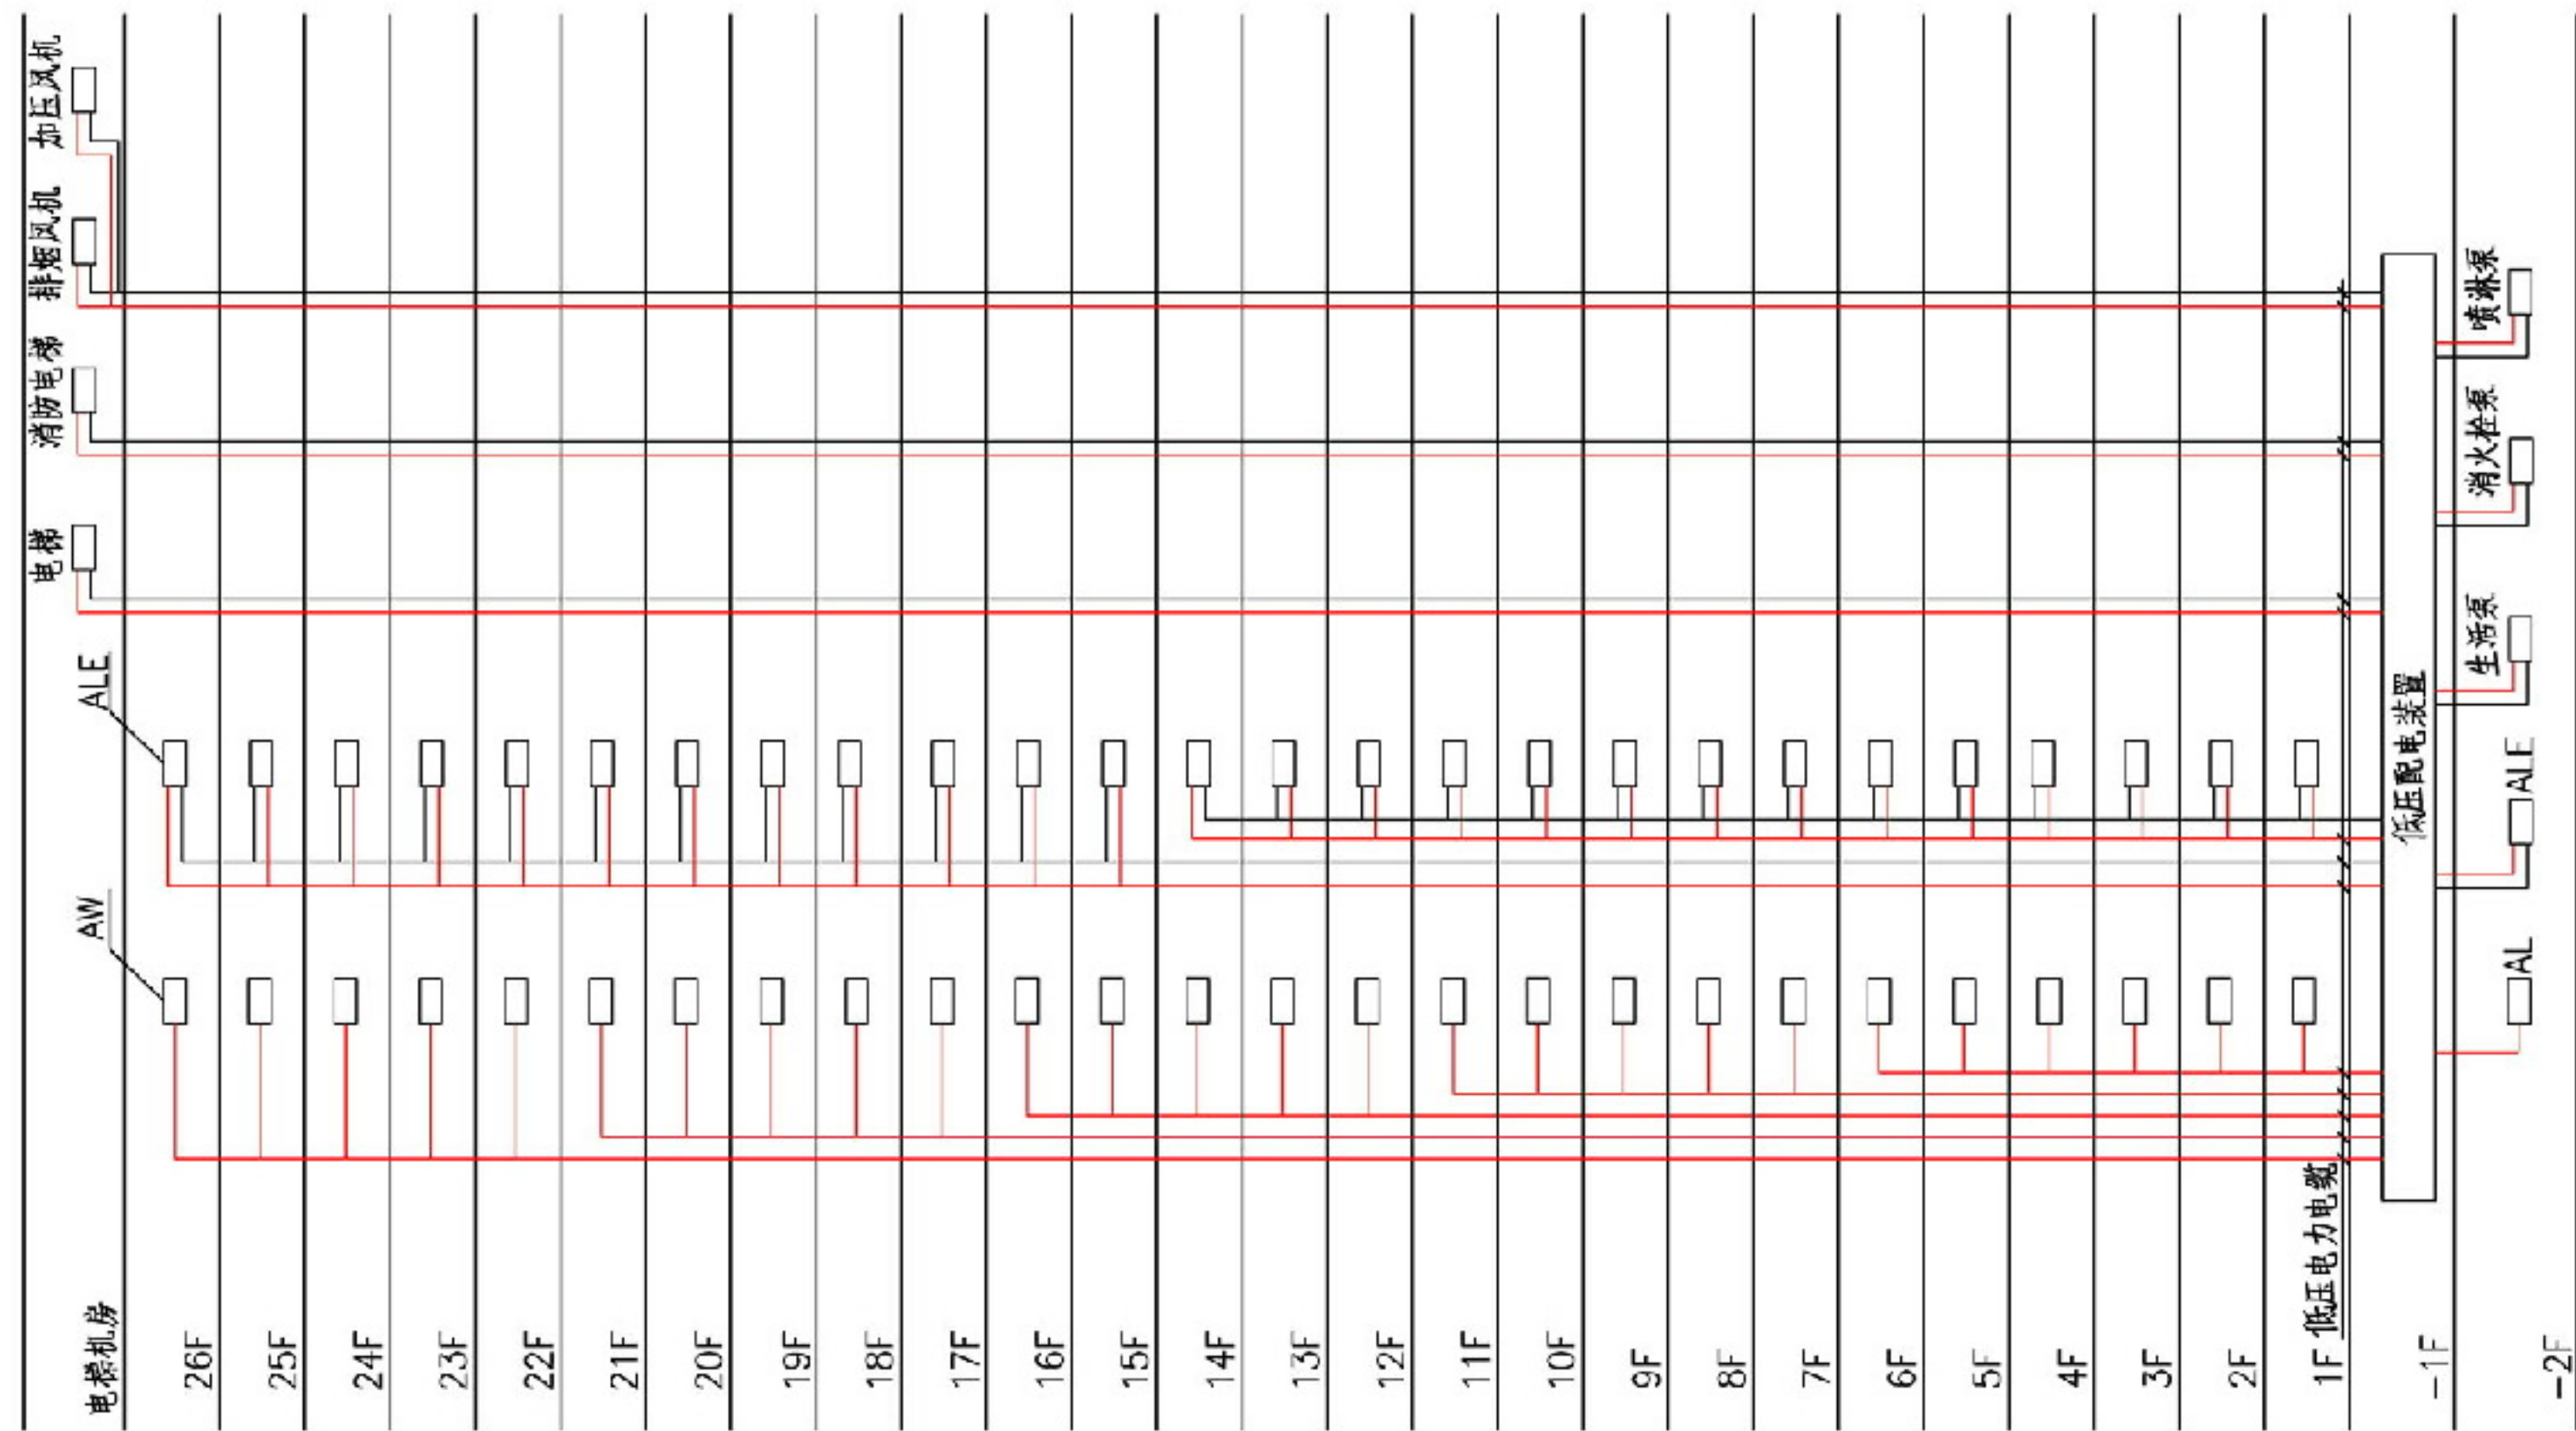 电梯机房
电梯
消防电梯
排烟风机
加压风机
AW
ALE
26F
25F
24F
23F
22F
21F
20F
19F
18F
17F
16F
15F
14F
13F
12F
11F
10F
9F
8F
7F
6F
5F
4F
3F
2F
1F
低压电力电缆
-1F
低压配电装置
-2F
AL
ALE
生活泵
消火栓泵
喷淋泵